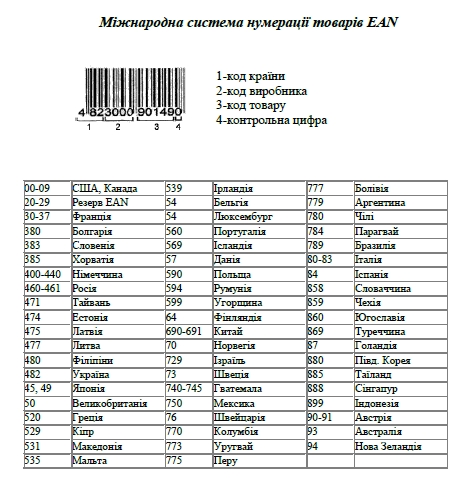 Міжнародна система нумерації товарів EAN
1-код країни
2-код виробника
3-код товару
4-контрольна цифра
4 823000 901490
1 2 3 4
00-09 США, Канада 539 Ірландія 777 Болівія
20-29 Резерв EAN 54 Бельгія 779 Аргентина
30-37 Франція 54 Люксембург 780 Чілі
380 Болгарія 560 Португалія 784 Парагвай
383 Словенія 569 Ісландія 789 Бразилія
385 Хорватія 57 Данія 80-83 Італія
400-440 Німеччина 590 Польща 84 Іспанія
460-461 Росія 594 Румунія 858 Словаччина
471 Тайвань 599 Угорщина 859 Чехія
474 Естонія 64 Фінляндія 860 Югославія
475 Латвія 690-691 Китай 869 Туреччина
477 Литва 70 Норвегія 87 Голандія
480 Філіпіни 729 Ізраїль 880 Півд. Корея
482 Україна 73 Швеція 885 Таїланд
45, 49 Японія 740-745 Гватемала 888 Сінгапур
50 Великобританія 750 Мексика 899 Індонезія
520 Греція 76 Швейцарія 90-91 Австрія
529 Кіпр 770 Колумбія 93 Австралія
531 Македонія 773 Уругвай 94 Нова Зеландія
535 Мальта 775 Перу